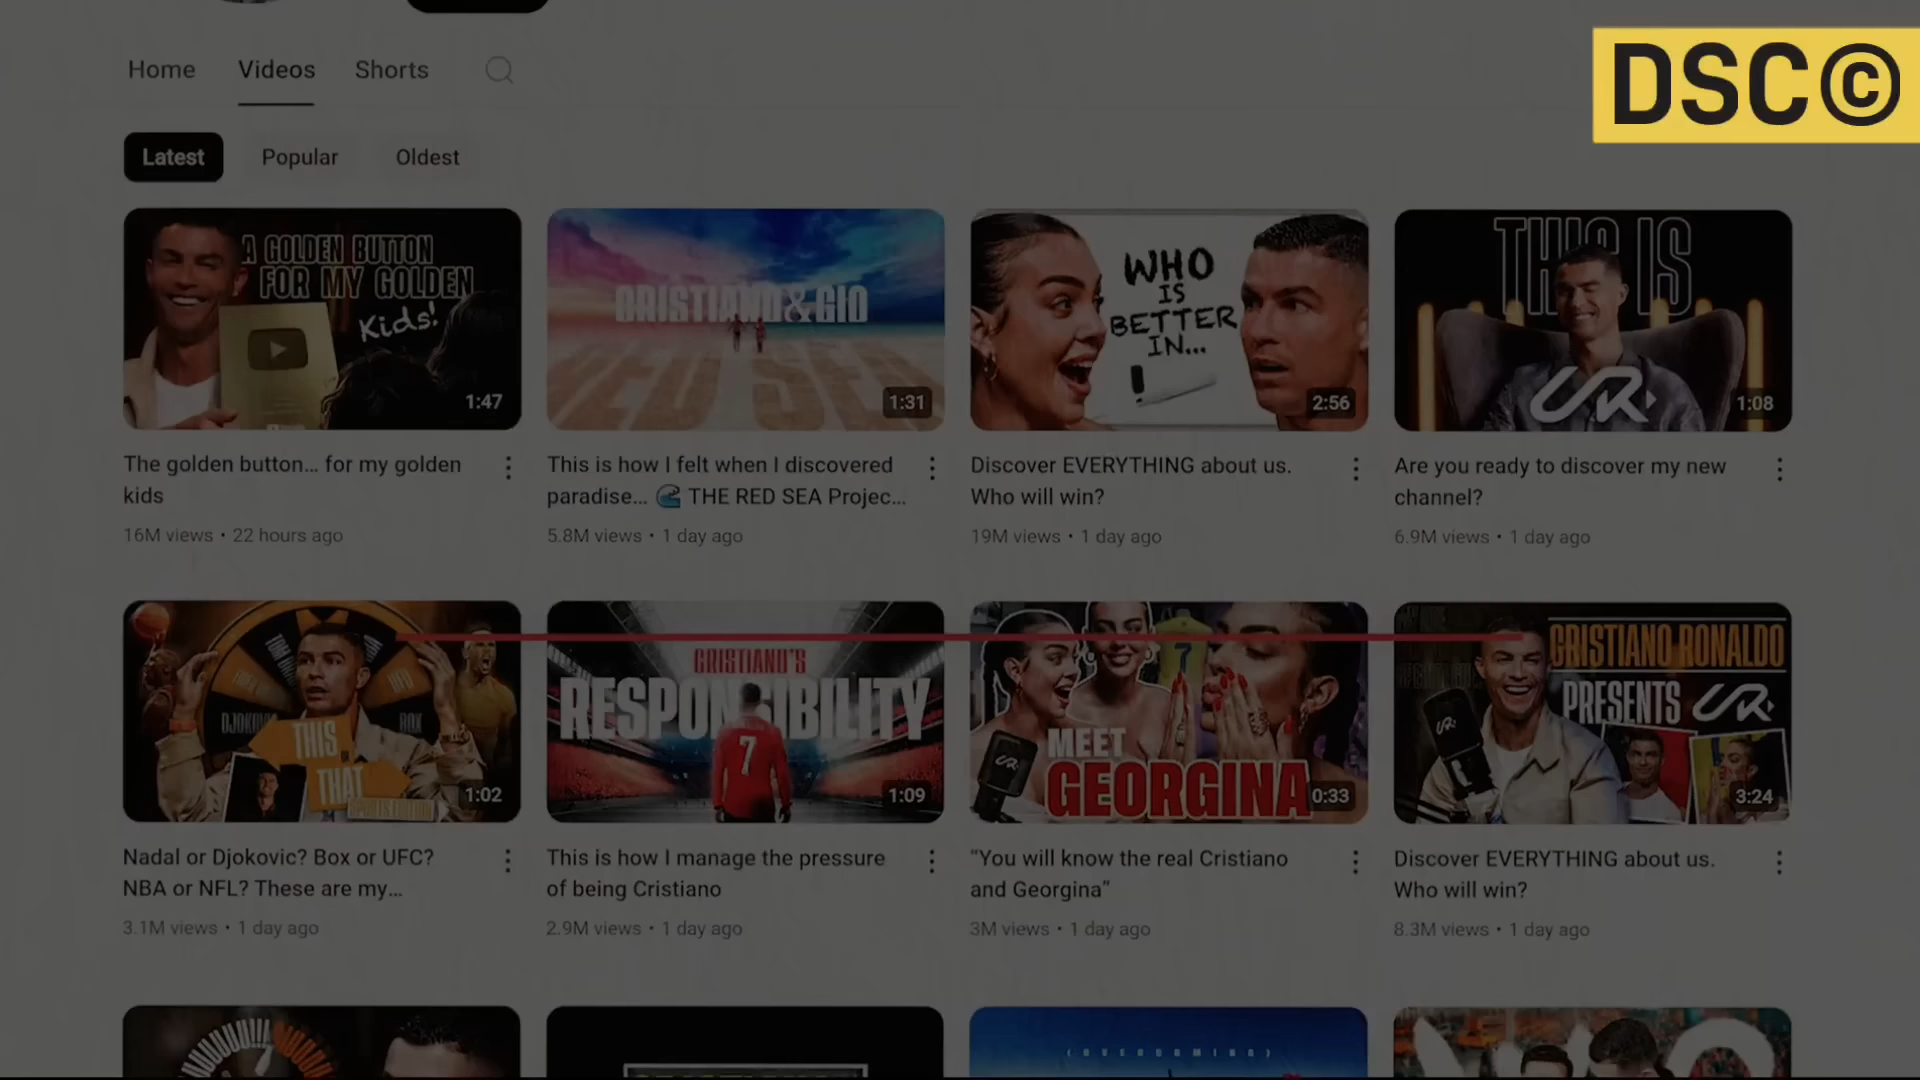 DSC©
Home Videos Shorts
Latest Popular Oldest
A GOLDEN BUTTON
FOR MY GOLDEN
Kids!
1:47
CRISTIANO & GIO
RED SEA
1:31
WHO
IS
BETTER
IN...
2:56
THIS IS
1:08
The golden button... for my golden
kids
16M views • 22 hours ago
This is how I felt when I discovered
paradise... 🌊 THE RED SEA Projec...
5.8M views • 1 day ago
Discover EVERYTHING about us.
Who will win?
19M views • 1 day ago
Are you ready to discover my new
channel?
6.9M views • 1 day ago
DJOKOVIC
BOX
THIS
OR
THAT
1:02
CRISTIANO'S
RESPONSIBILITY
7
1:09
7
MEET
GEORGINA
0:33
CRISTIANO RONALDO
PRESENTS UR
3:24
Nadal or Djokovic? Box or UFC?
NBA or NFL? These are my...
3.1M views • 1 day ago
This is how I manage the pressure
of being Cristiano
2.9M views • 1 day ago
“You will know the real Cristiano
and Georgina”
3M views • 1 day ago
Discover EVERYTHING about us.
Who will win?
8.3M views • 1 day ago